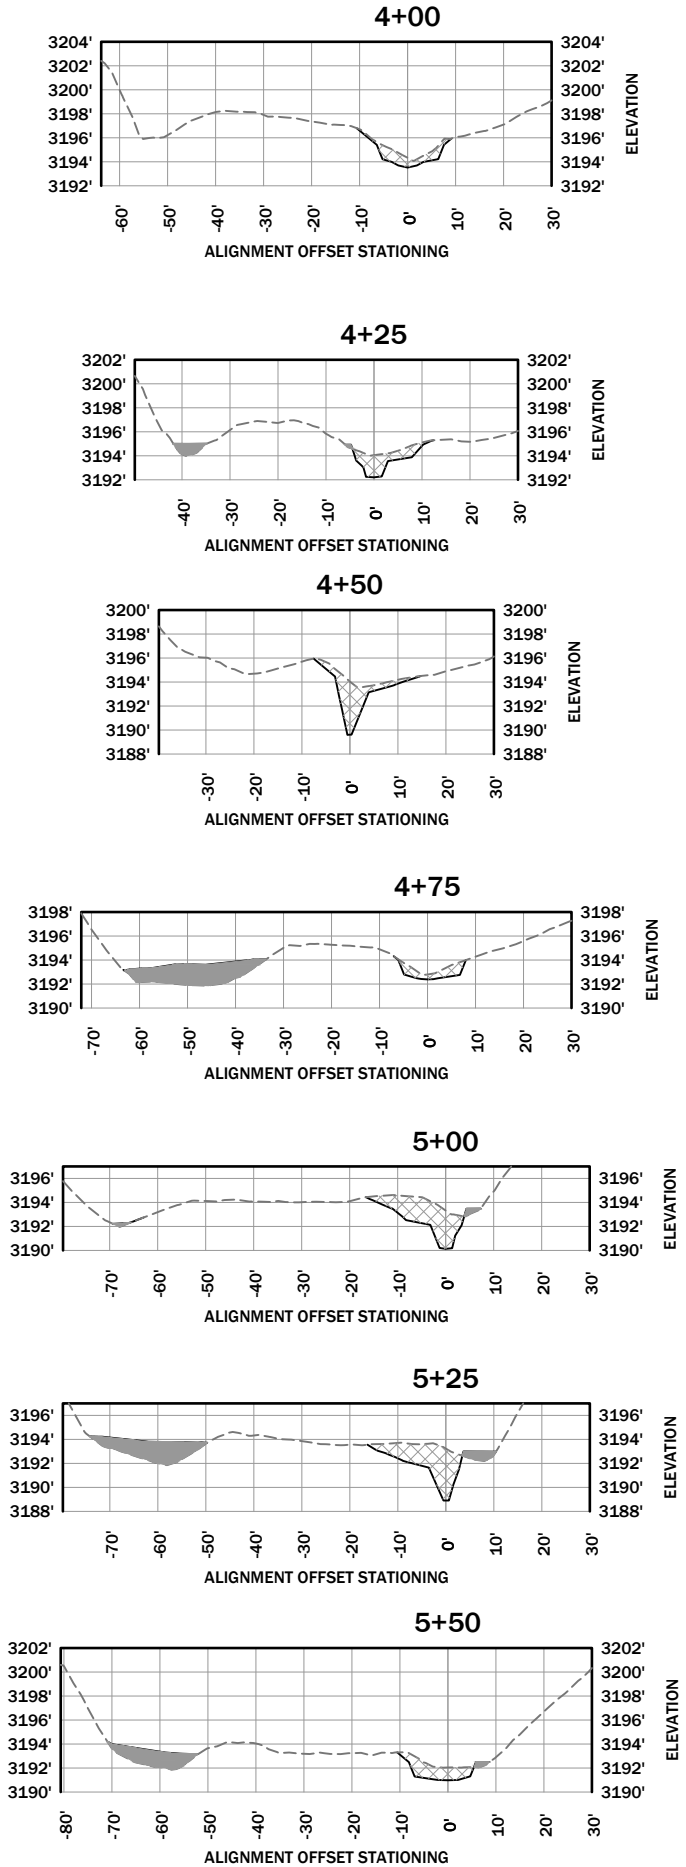 4+00
3204' 3204'
3202' 3202'
3200' 3200'
3198' 3198'
3196' 3196'
3194' 3194'
3192' 3192'
ELEVATION
-60' -50' -40' -30' -20' -10' 0' 10' 20' 30'
ALIGNMENT OFFSET STATIONING
4+25
3202' 3202'
3200' 3200'
3198' 3198'
3196' 3196'
3194' 3194'
3192' 3192'
ELEVATION
-40' -30' -20' -10' 0' 10' 20' 30'
ALIGNMENT OFFSET STATIONING
4+50
3200' 3200'
3198' 3198'
3196' 3196'
3194' 3194'
3192' 3192'
3190' 3190'
3188' 3188'
ELEVATION
-30' -20' -10' 0' 10' 20' 30'
ALIGNMENT OFFSET STATIONING
4+75
3198' 3198'
3196' 3196'
3194' 3194'
3192' 3192'
3190' 3190'
ELEVATION
-70' -60' -50' -40' -30' -20' -10' 0' 10' 20' 30'
ALIGNMENT OFFSET STATIONING
5+00
3196' 3196'
3194' 3194'
3192' 3192'
3190' 3190'
ELEVATION
-70' -60' -50' -40' -30' -20' -10' 0' 10' 20' 30'
ALIGNMENT OFFSET STATIONING
5+25
3196' 3196'
3194' 3194'
3192' 3192'
3190' 3190'
3188' 3188'
ELEVATION
-70' -60' -50' -40' -30' -20' -10' 0' 10' 20' 30'
ALIGNMENT OFFSET STATIONING
5+50
3202' 3202'
3200' 3200'
3198' 3198'
3196' 3196'
3194' 3194'
3192' 3192'
3190' 3190'
ELEVATION
-80' -70' -60' -50' -40' -30' -20' -10' 0' 10' 20' 30'
ALIGNMENT OFFSET STATIONING